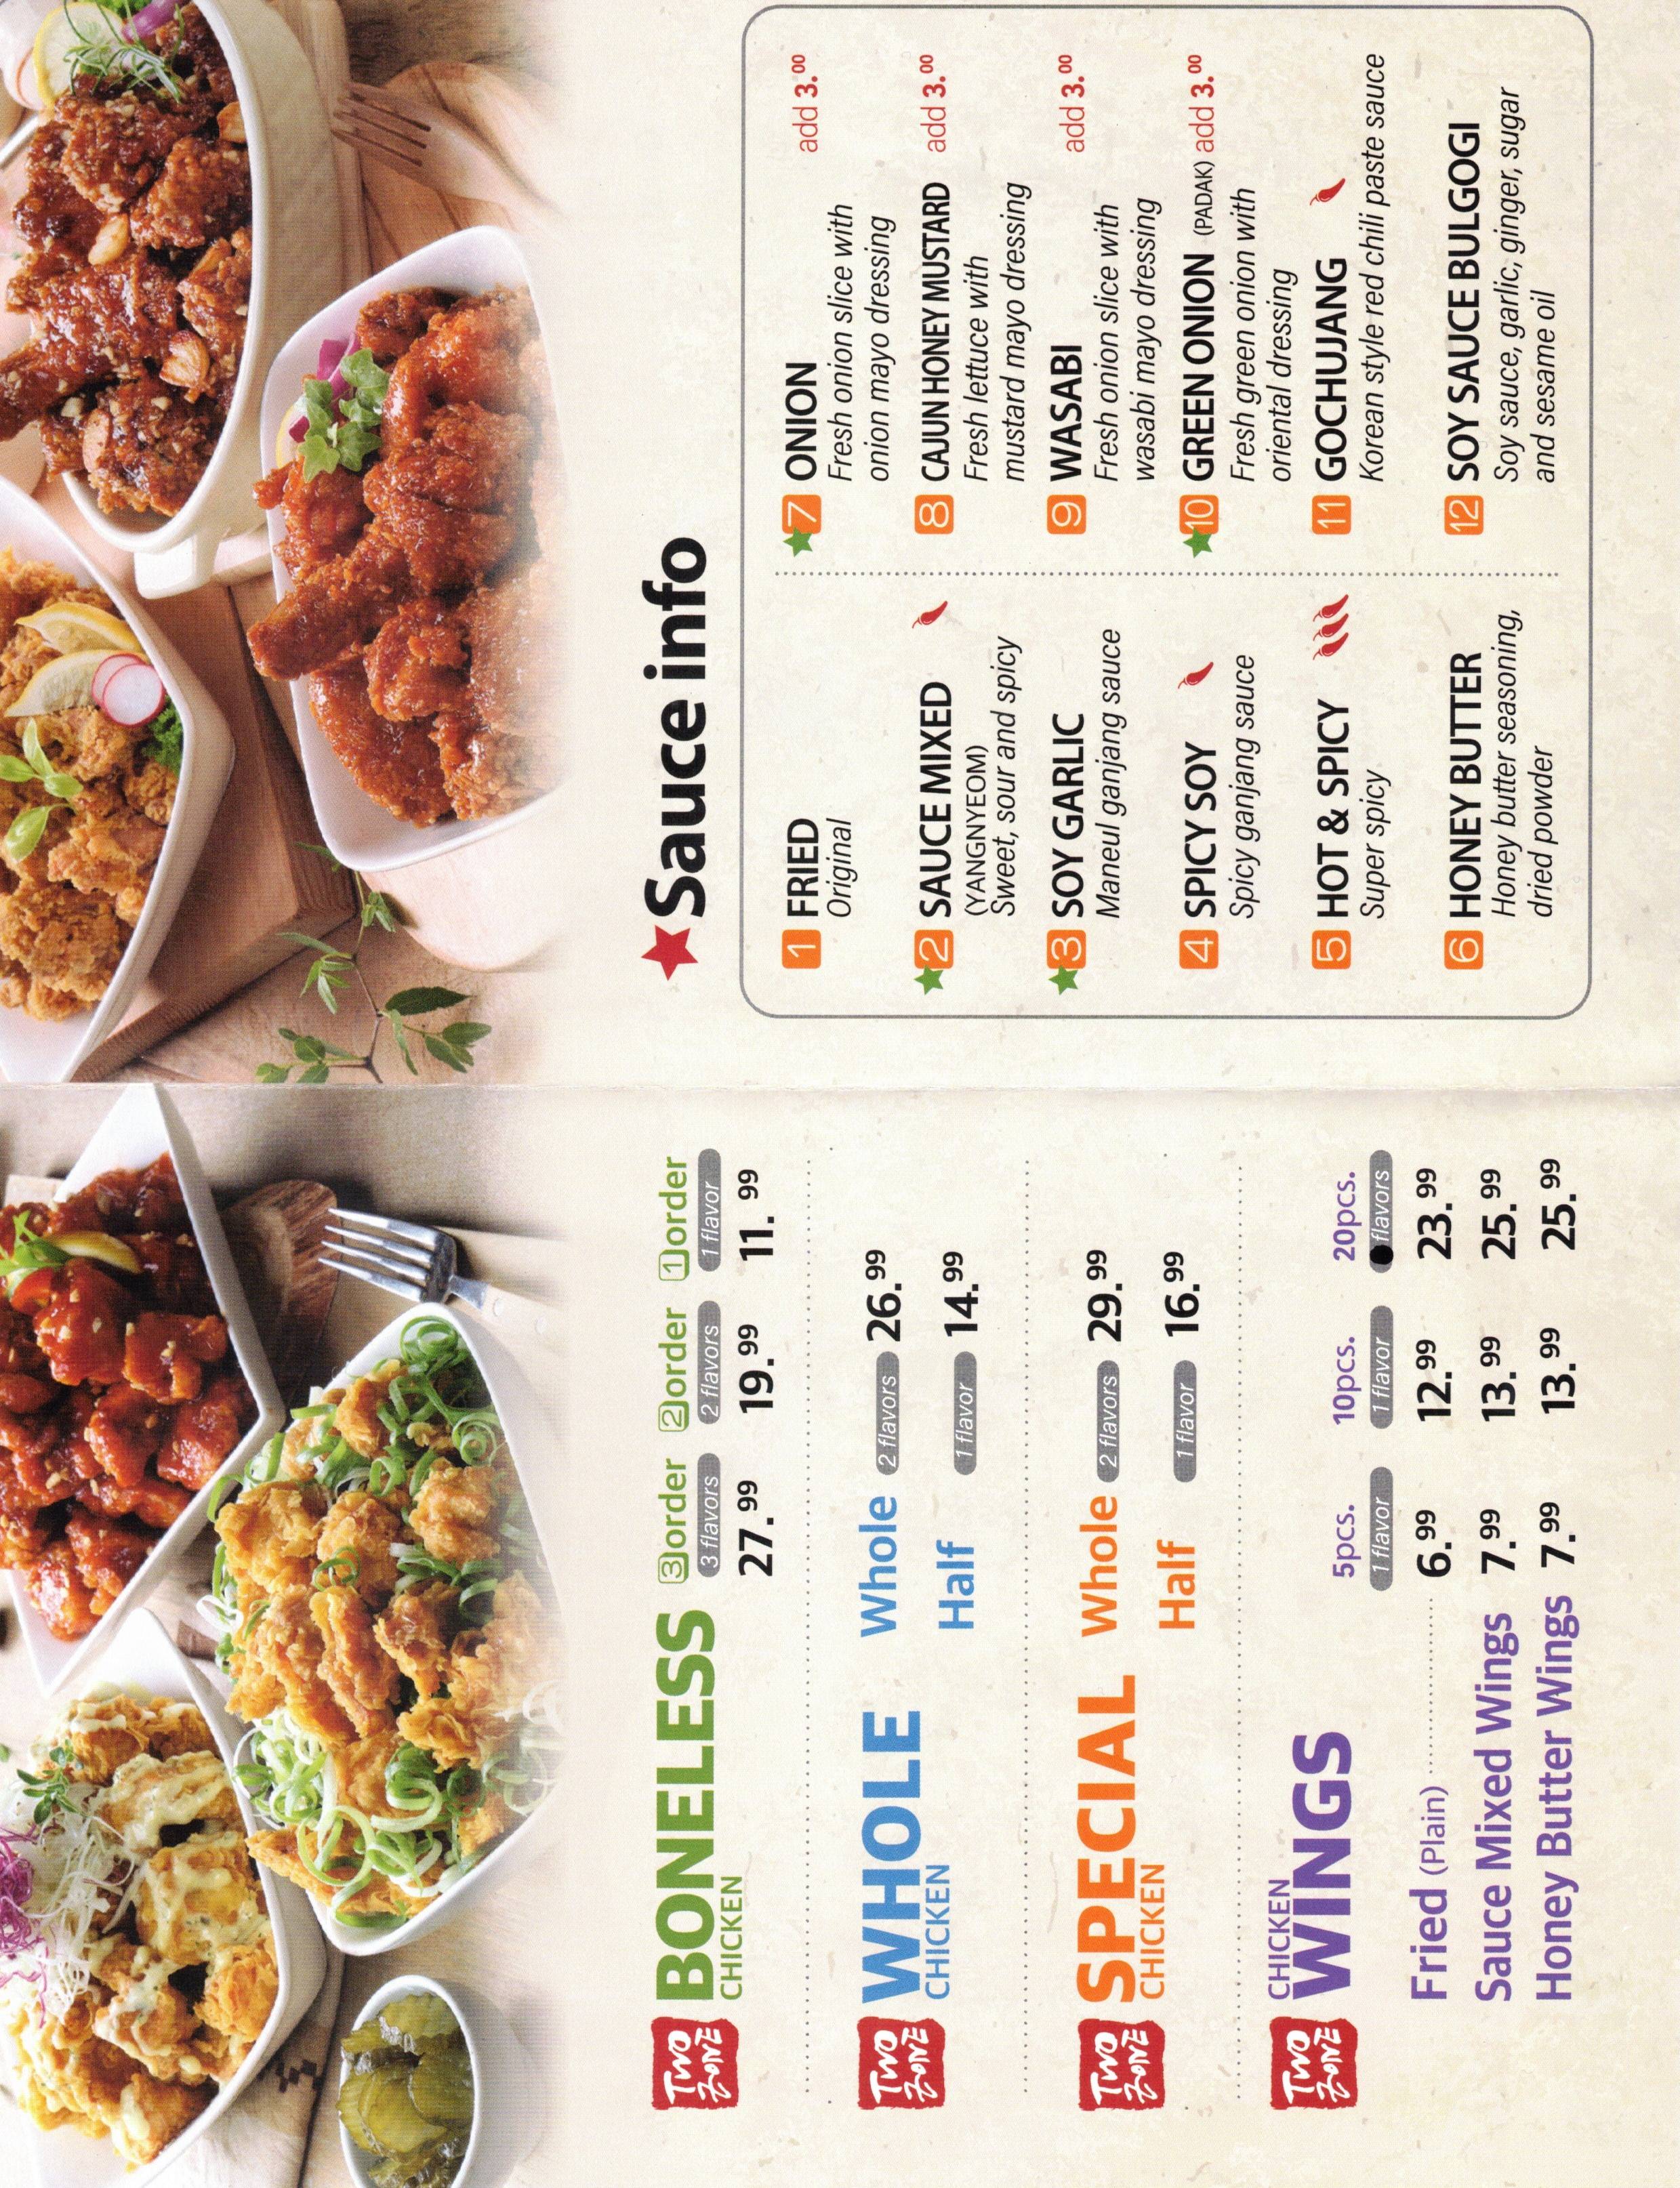 TWO ZONE
BONELESS
CHICKEN
3 order 2 order 1 order
3 flavors 2 flavors 1 flavor
27.99 19.99 11.99
TWO ZONE
WHOLE
CHICKEN
Whole 2 flavors 26.99
Half 1 flavor 14.99
TWO ZONE
SPECIAL
CHICKEN
Whole 2 flavors 29.99
Half 1 flavor 16.99
TWO ZONE
CHICKEN
WINGS
5pcs. 10pcs. 20pcs.
1 flavor 1 flavor flavors
Fried (Plain) 6.99 12.99 23.99
Sauce Mixed Wings 7.99 13.99 25.99
Honey Butter Wings 7.99 13.99 25.99
Sauce info
1 FRIED
Original
2 SAUCE MIXED
(YANGNYEOM)
Sweet, sour and spicy
3 SOY GARLIC
Maneul ganjang sauce
4 SPICY SOY
Spicy ganjang sauce
5 HOT & SPICY
Super spicy
6 HONEY BUTTER
Honey butter seasoning,
dried powder
7 ONION add 3.00
Fresh onion slice with
onion mayo dressing
8 CAJUN HONEY MUSTARD add 3.00
Fresh lettuce with
mustard mayo dressing
9 WASABI add 3.00
Fresh onion slice with
wasabi mayo dressing
10 GREEN ONION (PADAK) add 3.00
Fresh green onion with
oriental dressing
11 GOCHUJANG
Korean style red chili paste sauce
12 SOY SAUCE BULGOGI
Soy sauce, garlic, ginger, sugar
and sesame oil